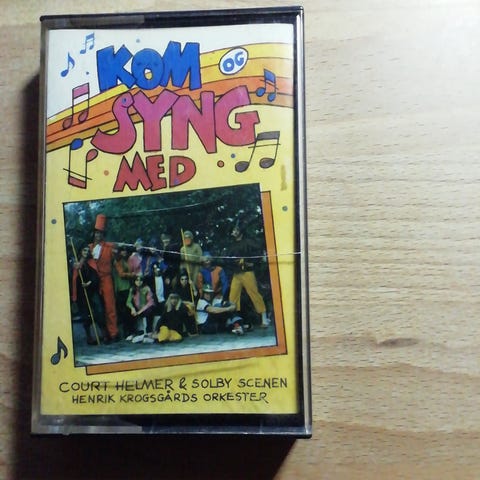 KOM OG
SYNG
MED
COURT HELMER & SOLBY SCENEN
HENRIK KROGSGÅRDS ORKESTER